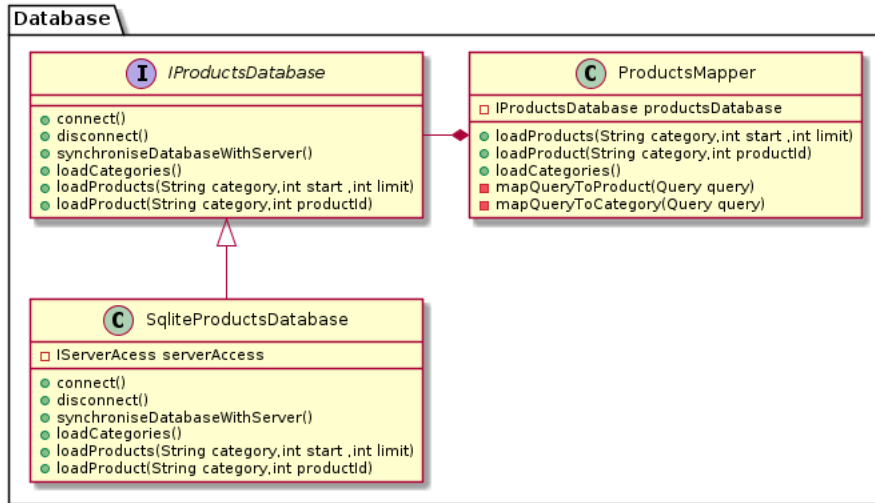 Database
I IProductsDatabase
connect()
disconnect()
synchroniseDatabaseWithServer()
loadCategories()
loadProducts(String category,int start ,int limit)
loadProduct(String category,int productId)
C ProductsMapper
IProductsDatabase productsDatabase
loadProducts(String category,int start ,int limit)
loadProduct(String category,int productId)
loadCategories()
mapQueryToProduct(Query query)
mapQueryToCategory(Query query)
C SqliteProductsDatabase
IServerAcess serverAccess
connect()
disconnect()
synchroniseDatabaseWithServer()
loadCategories()
loadProducts(String category,int start ,int limit)
loadProduct(String category,int productId)